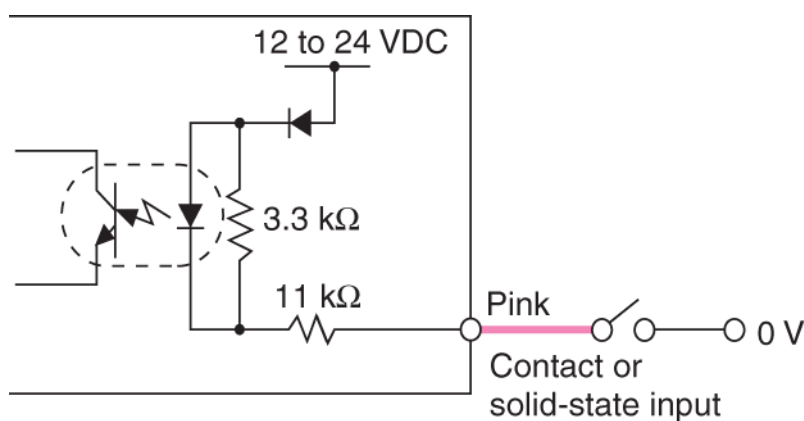 12 to 24 VDC
3.3 kΩ
11 kΩ
Pink
0 V
Contact or
solid-state input